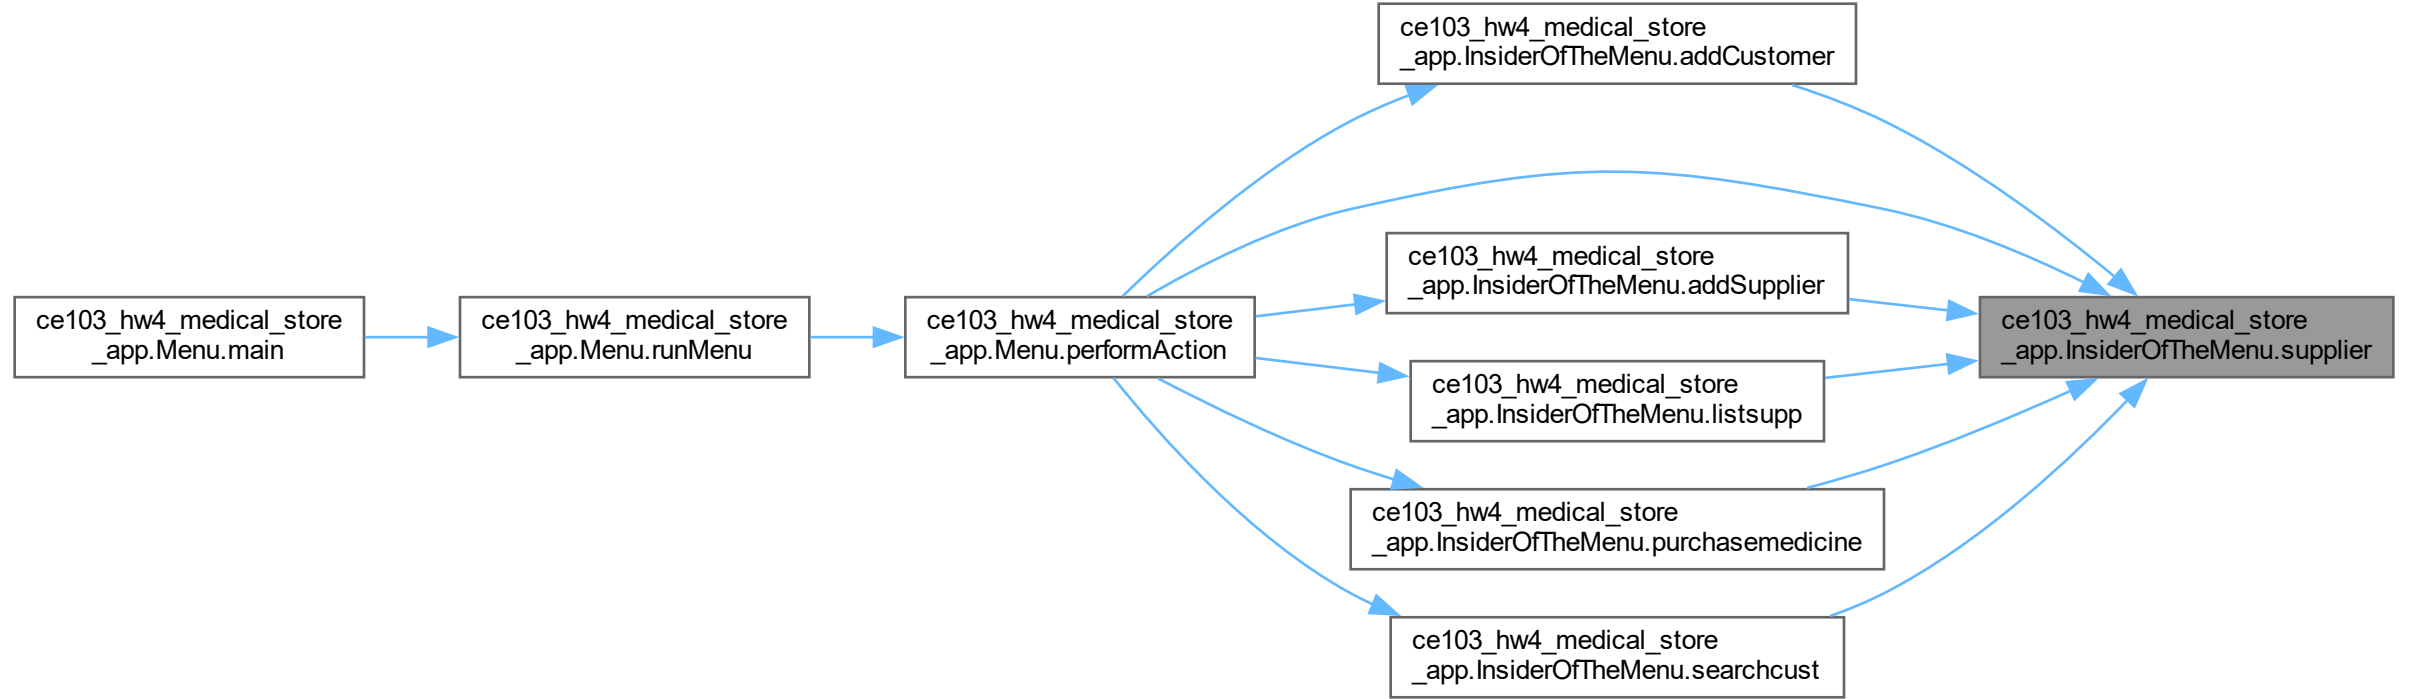 ce103_hw4_medical_store
_app.InsiderOfTheMenu.addCustomer
ce103_hw4_medical_store
_app.InsiderOfTheMenu.addSupplier
ce103_hw4_medical_store
_app.Menu.main
ce103_hw4_medical_store
_app.Menu.runMenu
ce103_hw4_medical_store
_app.Menu.performAction
ce103_hw4_medical_store
_app.InsiderOfTheMenu.supplier
ce103_hw4_medical_store
_app.InsiderOfTheMenu.listsupp
ce103_hw4_medical_store
_app.InsiderOfTheMenu.purchasemedicine
ce103_hw4_medical_store
_app.InsiderOfTheMenu.searchcust